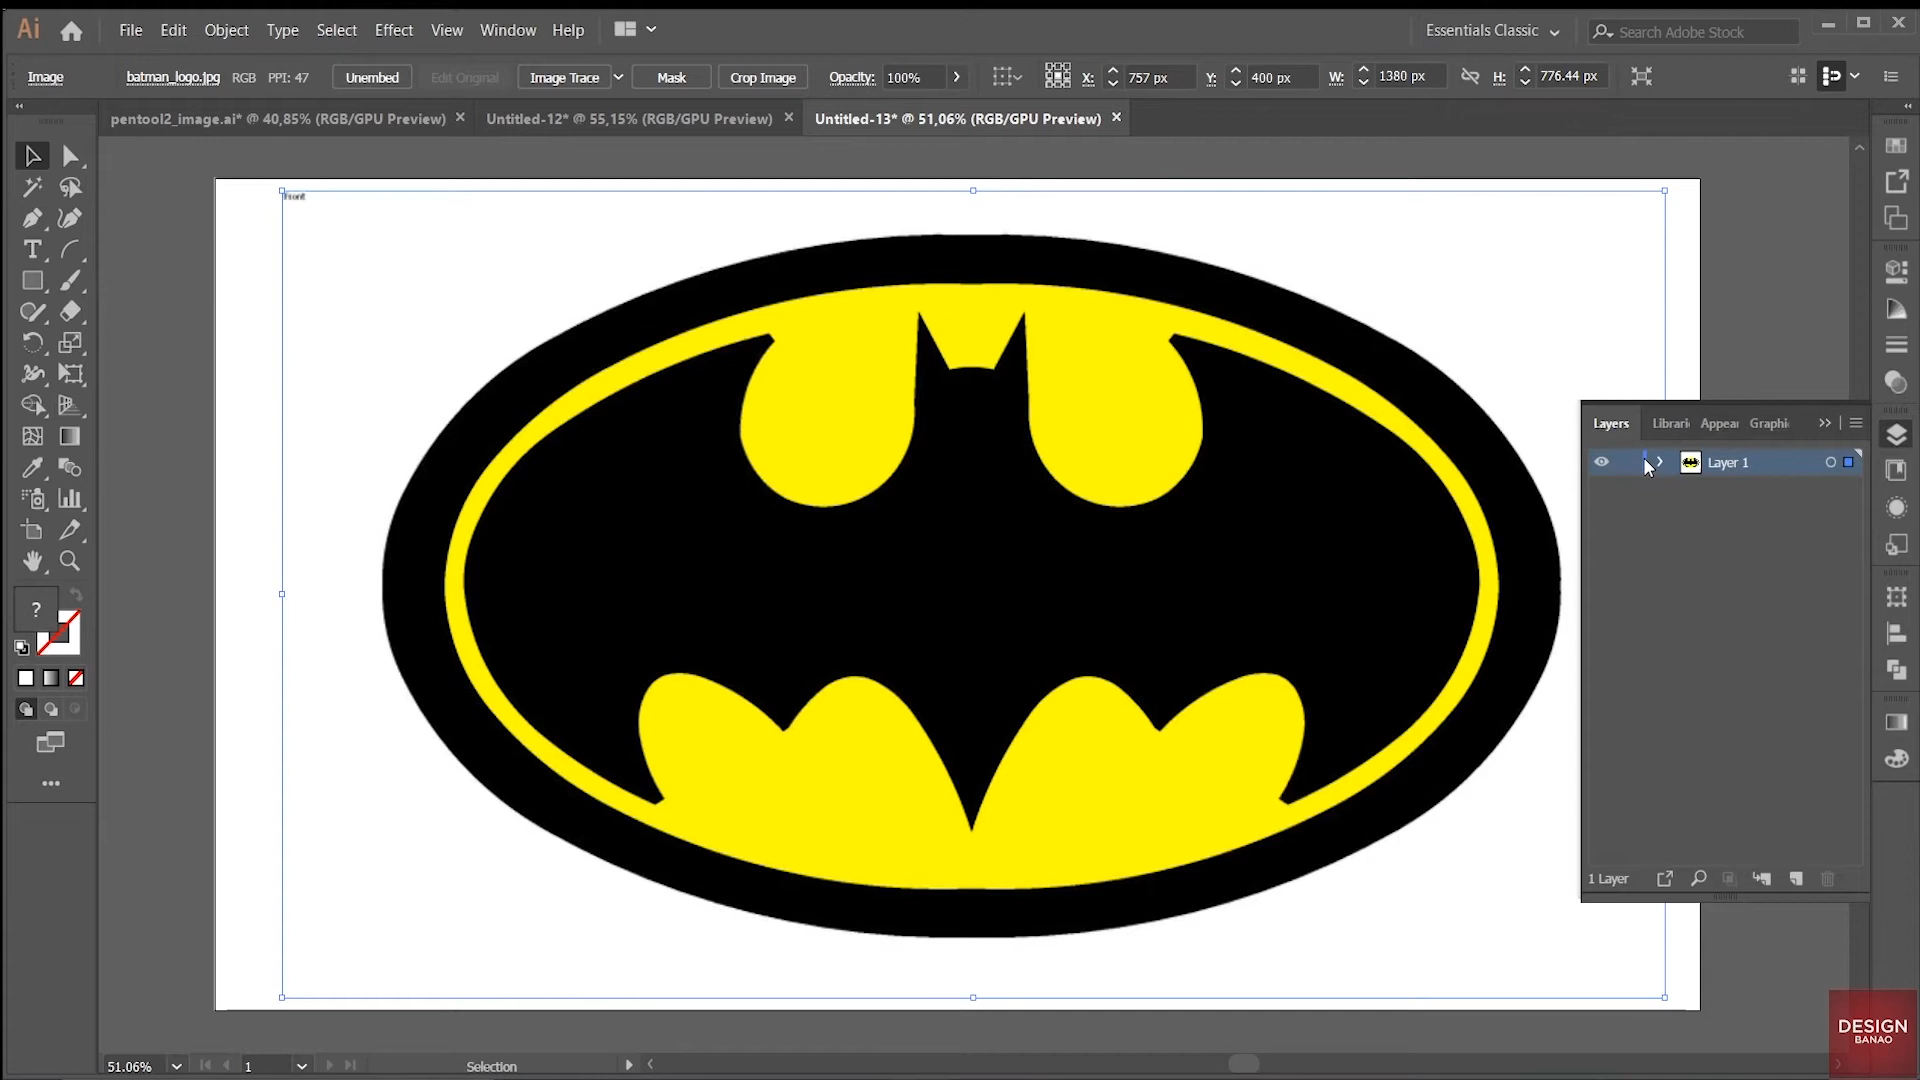 Ai File Edit Object Type Select Effect View Window Help Essentials Classic Search Adobe Stock
Image batman_logo.jpg RGB PPI: 47 Unembed Edit Original Image Trace Mask Crop Image Opacity: 100% X: 757 px Y: 400 px W: 1380 px H: 776.44 px
pentool2_image.ai* @ 40,85% (RGB/GPU Preview) Untitled-12* @ 55,15% (RGB/GPU Preview) Untitled-13* @ 51,06% (RGB/GPU Preview)
Front
Layers Librari Appear Graphi
Layer 1
1 Layer
51.06% 1 Selection
DESIGN
BANAO